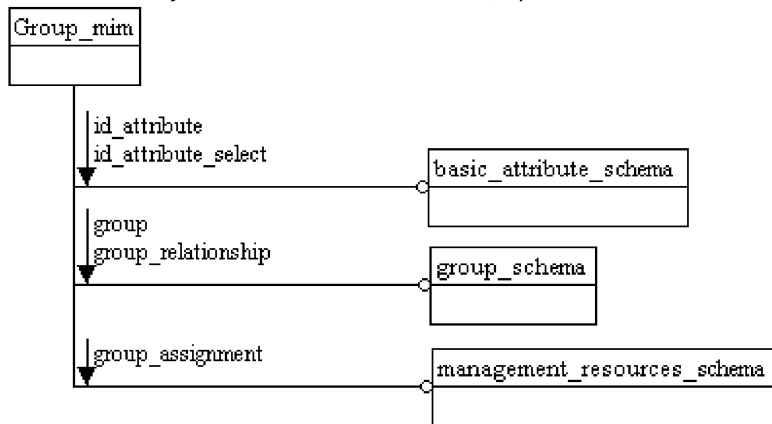 Group_mim
id_attribute
id_attribute_select
basic_attribute_schema
group
group_relationship
group_schema
group_assignment
management_resources_schema